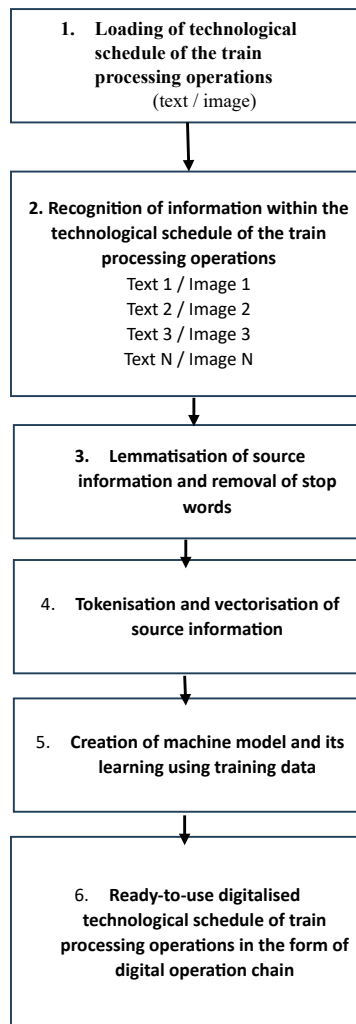 1. Loading of technological
schedule of the train
processing operations
(text / image)
2. Recognition of information within the
technological schedule of the train
processing operations
Text 1 / Image 1
Text 2 / Image 2
Text 3 / Image 3
Text N / Image N
3. Lemmatisation of source
information and removal of stop
words
4. Tokenisation and vectorisation of
source information
5. Creation of machine model and its
learning using training data
6. Ready-to-use digitalised
technological schedule of train
processing operations in the form of
digital operation chain